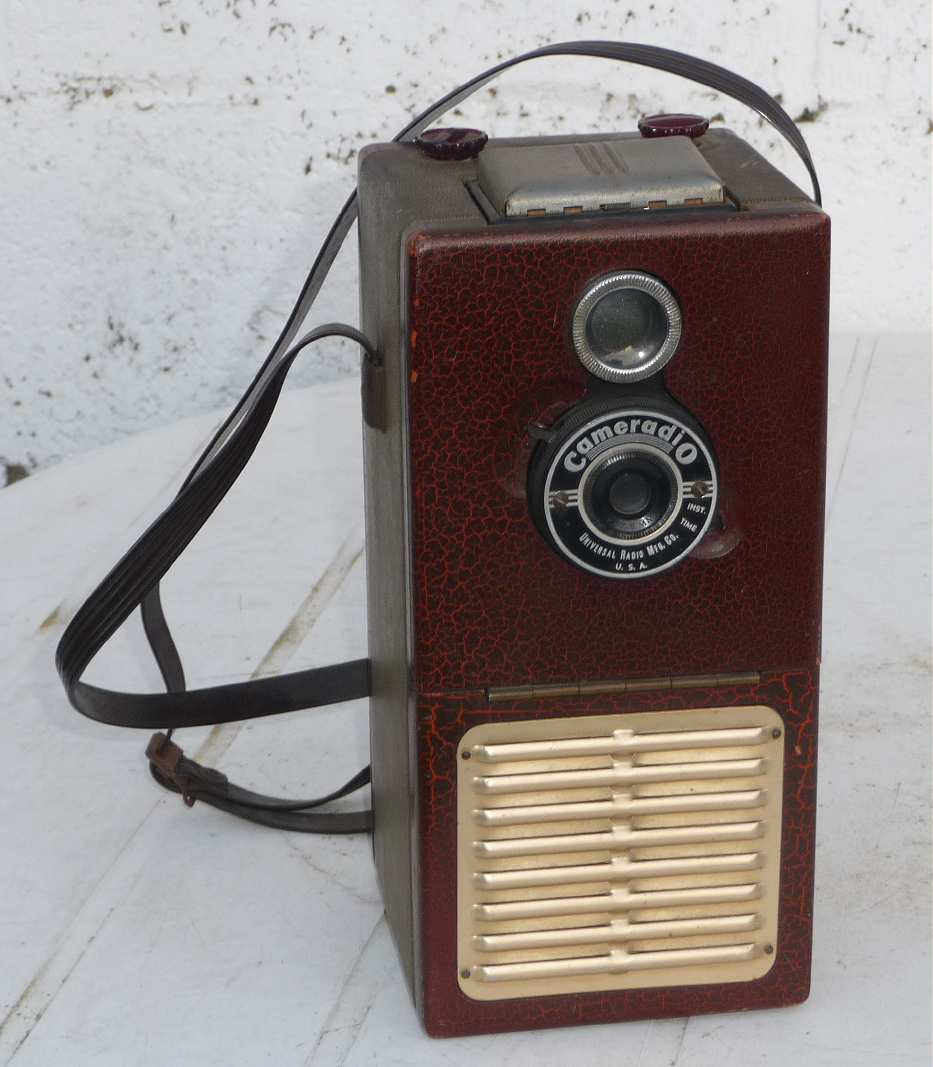 Cameradio
INST.
TIME
UNIVERSAL RADIO MFG. CO.
U. S. A.